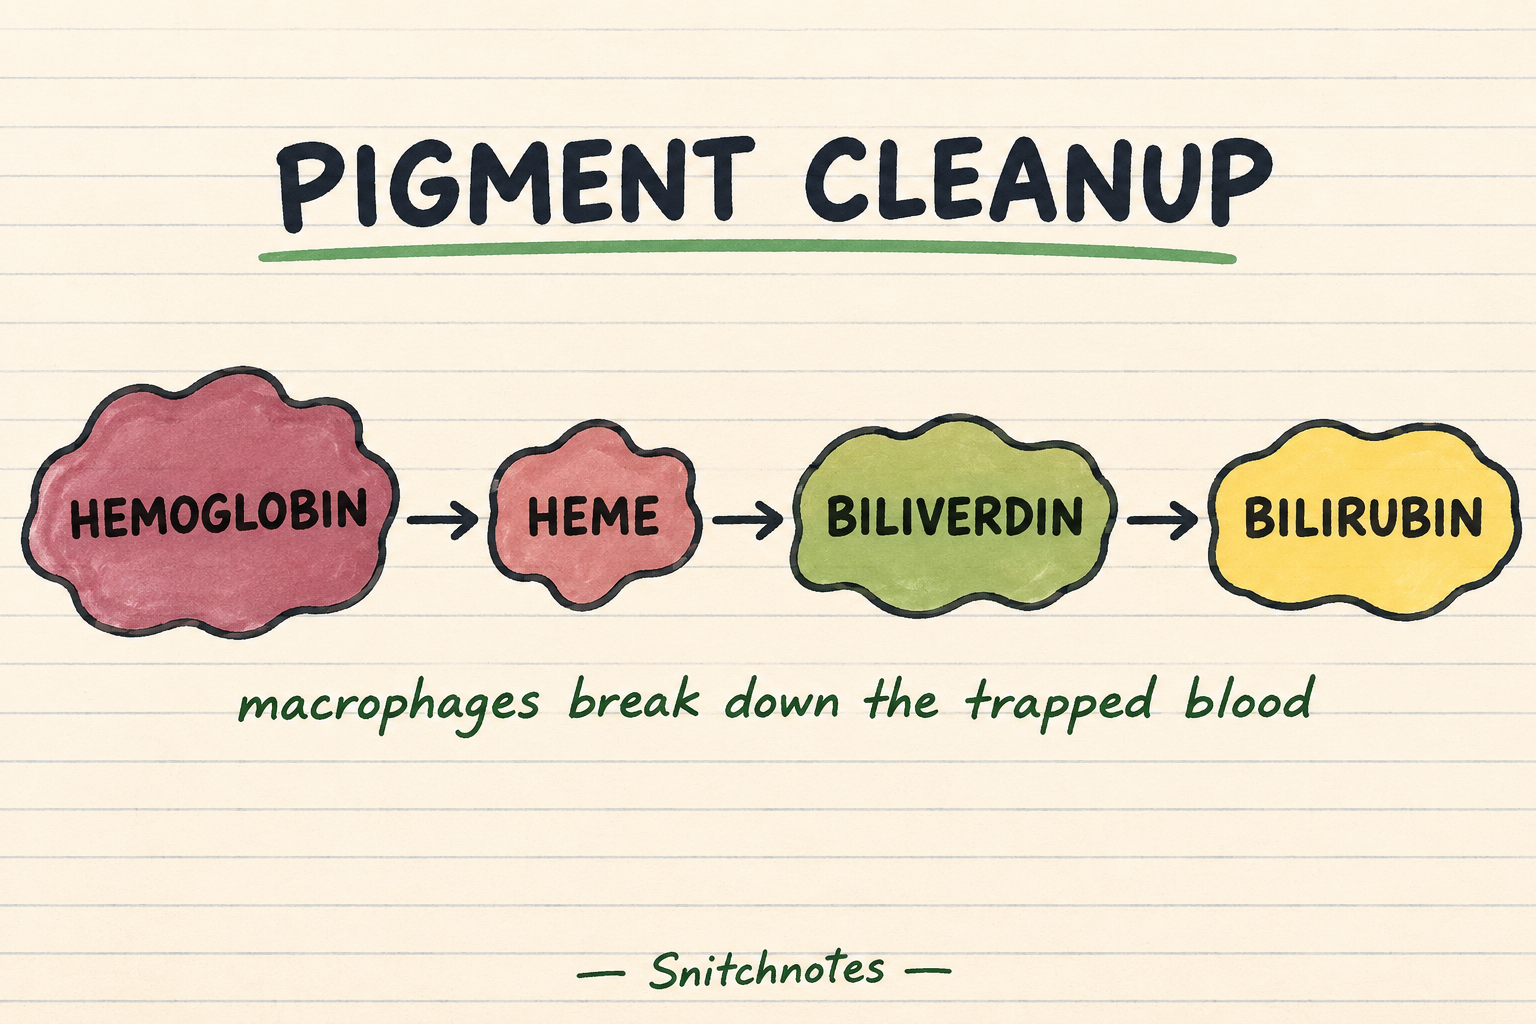 PIGMENT CLEANUP
HEMOGLOBIN → HEME → BILIVERDIN → BILIRUBIN
macrophages break down the trapped blood
— Snitchnotes —